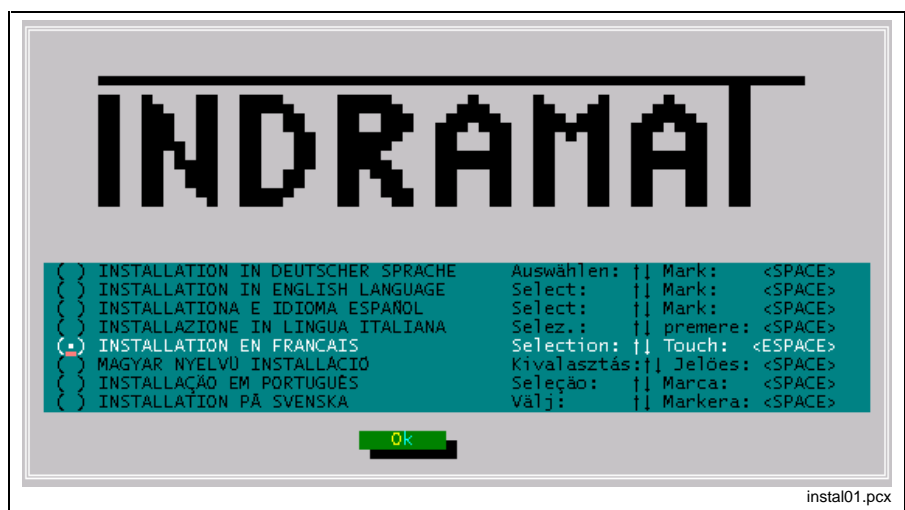 INDRAMAT
( ) INSTALLATION IN DEUTSCHER SPRACHE Auswählen: ↑↓ Mark: <SPACE>
( ) INSTALLATION IN ENGLISH LANGUAGE Select: ↑↓ Mark: <SPACE>
( ) INSTALLATIONA E IDIOMA ESPAÑOL Select: ↑↓ Mark: <SPACE>
( ) INSTALLAZIONE IN LINGUA ITALIANA Selez.: ↑↓ premere: <SPACE>
(▪) INSTALLATION EN FRANCAIS Selection: ↑↓ Touch: <ESPACE>
( ) MAGYAR NYELVÜ INSTALLÁCIÓ Kivalasztás:↑↓ Jelöes: <SPACE>
( ) INSTALLAÇÃO EM PORTUGUÊS Seleção: ↑↓ Marca: <SPACE>
( ) INSTALLATION PÅ SVENSKA Välj: ↑↓ Markera: <SPACE>
Ok
instal01.pcx